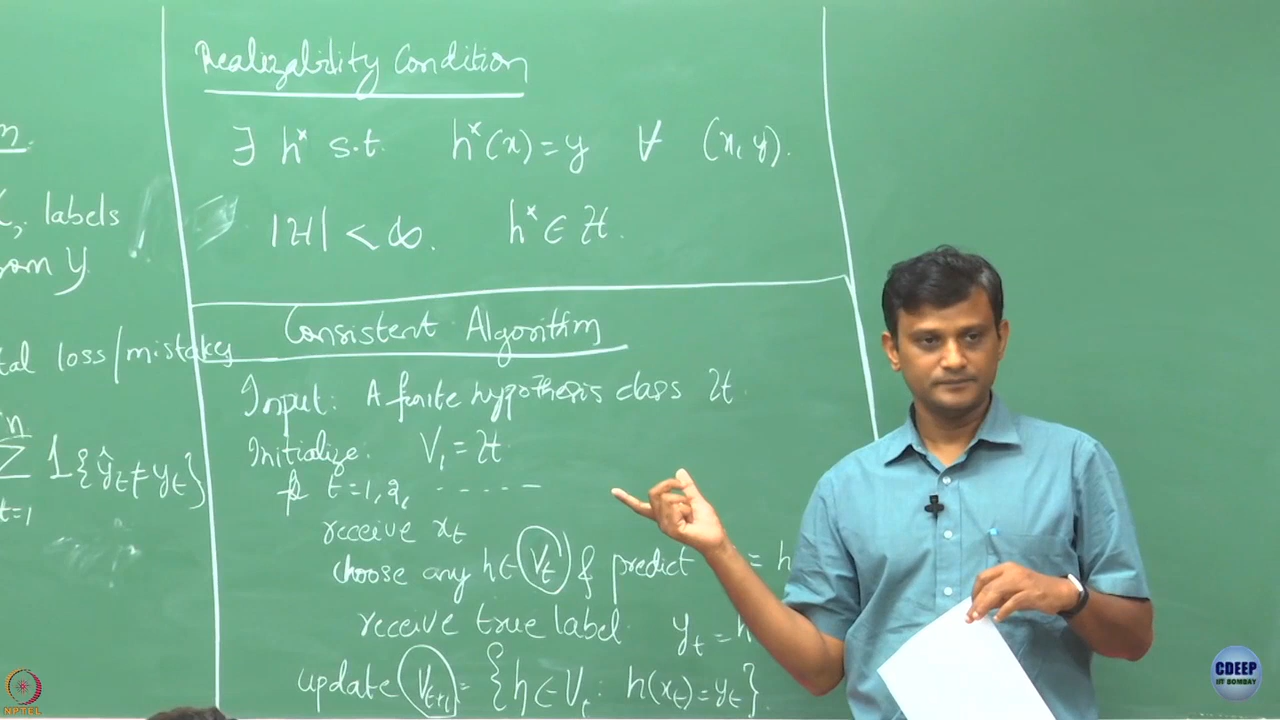 Realizability Condition
∃ h* s.t. h*(x) = y ∀ (x, y).
|H| < ∞. h* ∈ H.
labels
from Y
loss/mistakes
n
Σ 1{ŷt ≠ yt}
t=1
Consistent Algorithm
Input: A finite hypothesis class H.
Initialize. V1 = H
for t = 1, 2, ------
receive xt
choose any h ∈ Vt & predict = h
receive true label. yt = h
update Vt+1 = {h ∈ Vt : h(xt) = yt}
NPTEL
CDEEP
IIT BOMBAY